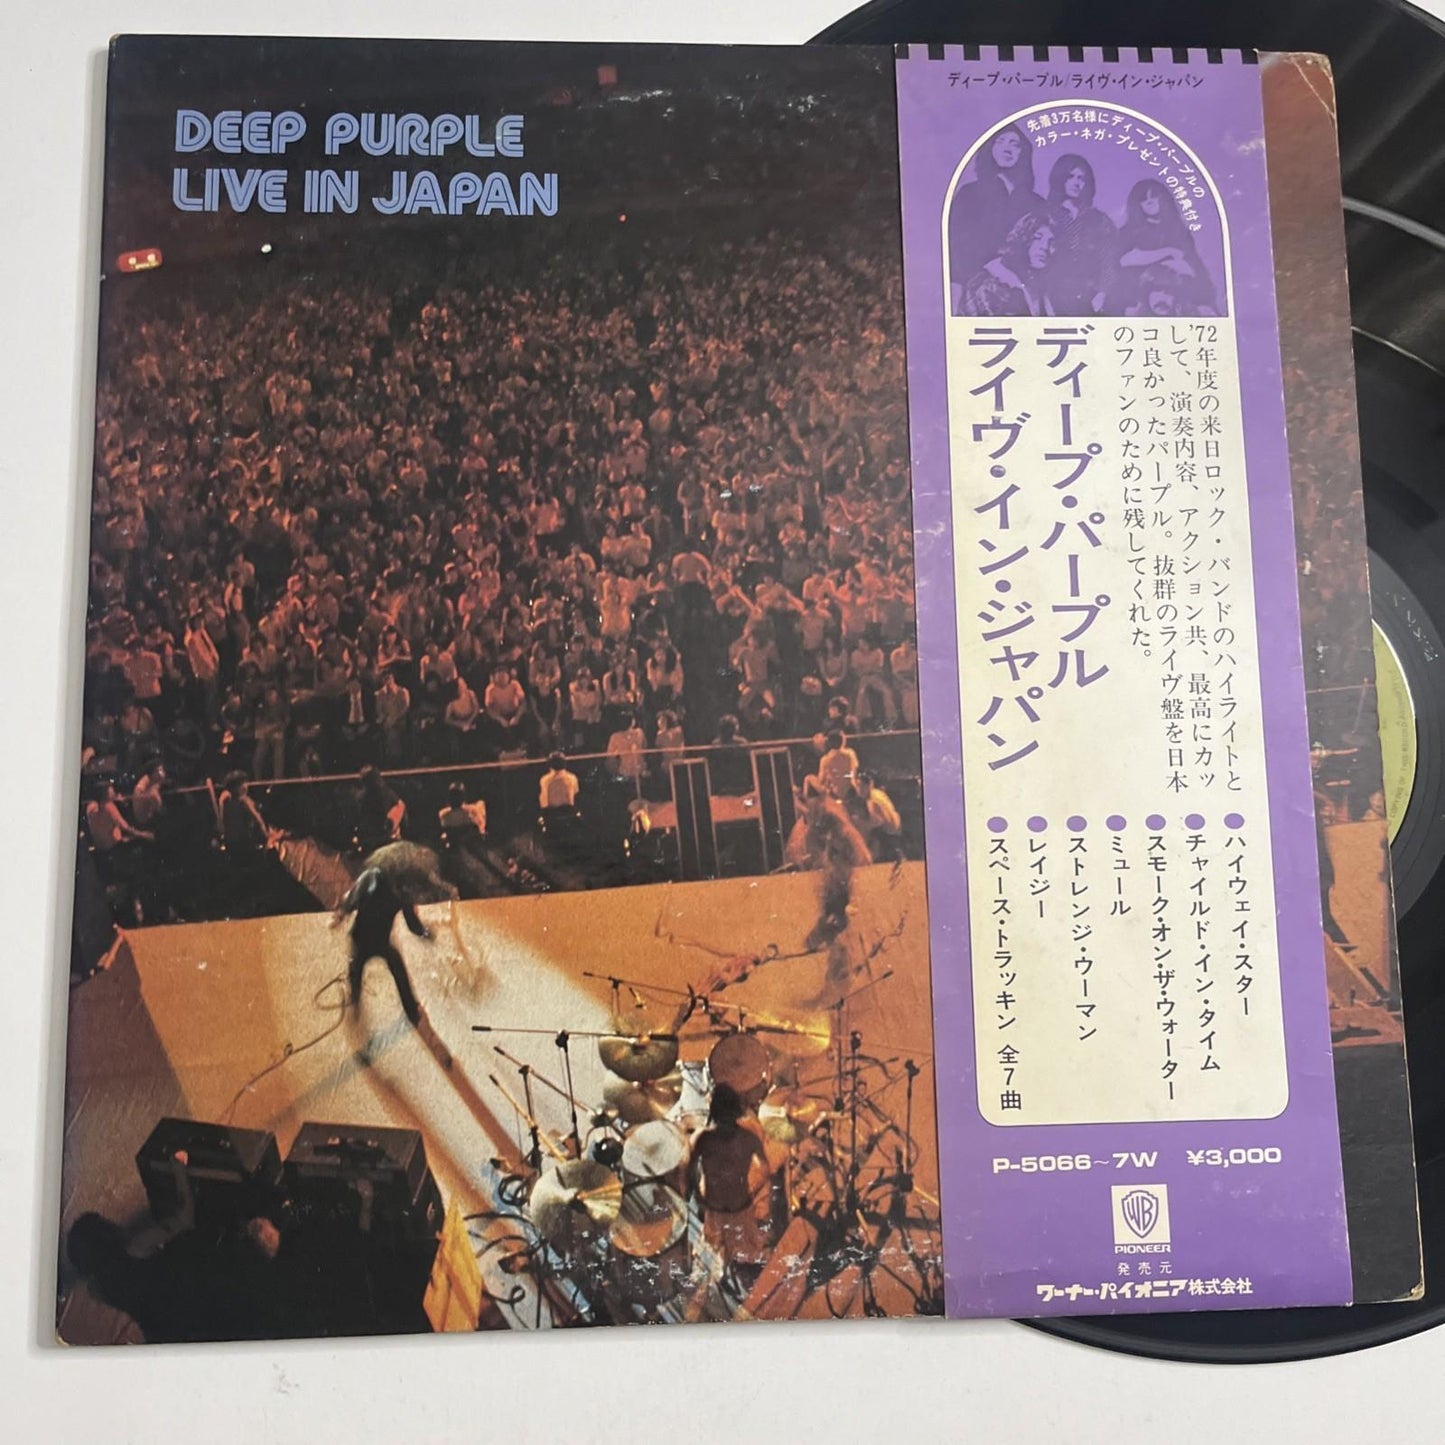 DEEP PURPLE
LIVE IN JAPAN
ディープ・パープル/ライヴ・イン・ジャパン
先着3万名様にディープ・パープルの
カラー・ネガ・プレゼントの特典付き
'72年度の来日ロック・バンドのハイライトと
して、演奏内容、アクション共、最高にカッ
コ良かったパープル。抜群のライヴ盤を日本
のファンのために残してくれた。
ディープ・パープル
ライヴ・イン・ジャパン
●ハイウェイ・スター
●チャイルド・イン・タイム
●スモーク・オン・ザ・ウォーター
●ミュール
●ストレンジ・ウーマン
●レイジー
●スペース・トラッキン 全7曲
P-5066~7W ¥3,000
WB
PIONEER
発売元
ワーナー・パイオニア株式会社